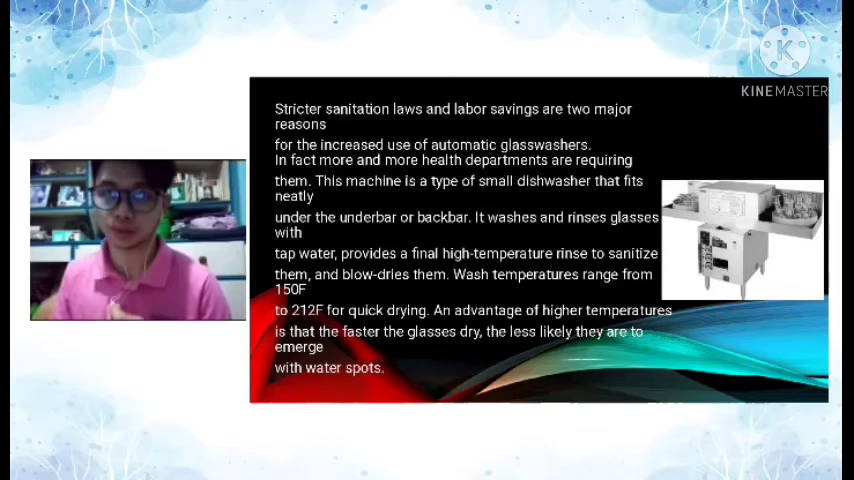 K
KINEMASTER
Stricter sanitation laws and labor savings are two major
reasons
for the increased use of automatic glasswashers.
In fact more and more health departments are requiring
them. This machine is a type of small dishwasher that fits
neatly
under the underbar or backbar. It washes and rinses glasses
with
tap water, provides a final high-temperature rinse to sanitize
them, and blow-dries them. Wash temperatures range from
150F
to 212F for quick drying. An advantage of higher temperatures
is that the faster the glasses dry, the less likely they are to
emerge
with water spots.